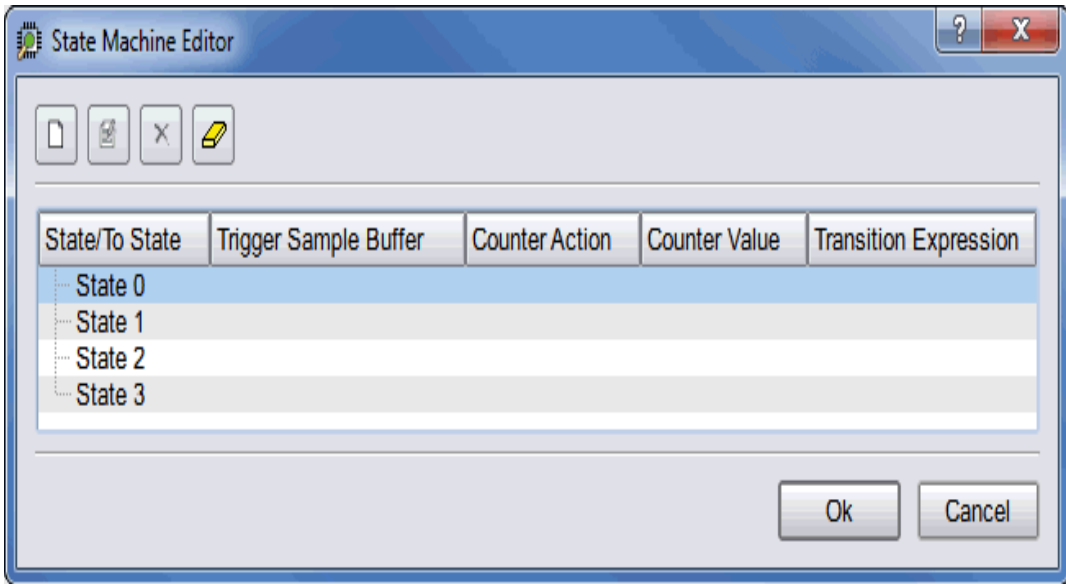 State Machine Editor
?
X
State/To State Trigger Sample Buffer Counter Action Counter Value Transition Expression
State 0
State 1
State 2
State 3
Ok Cancel